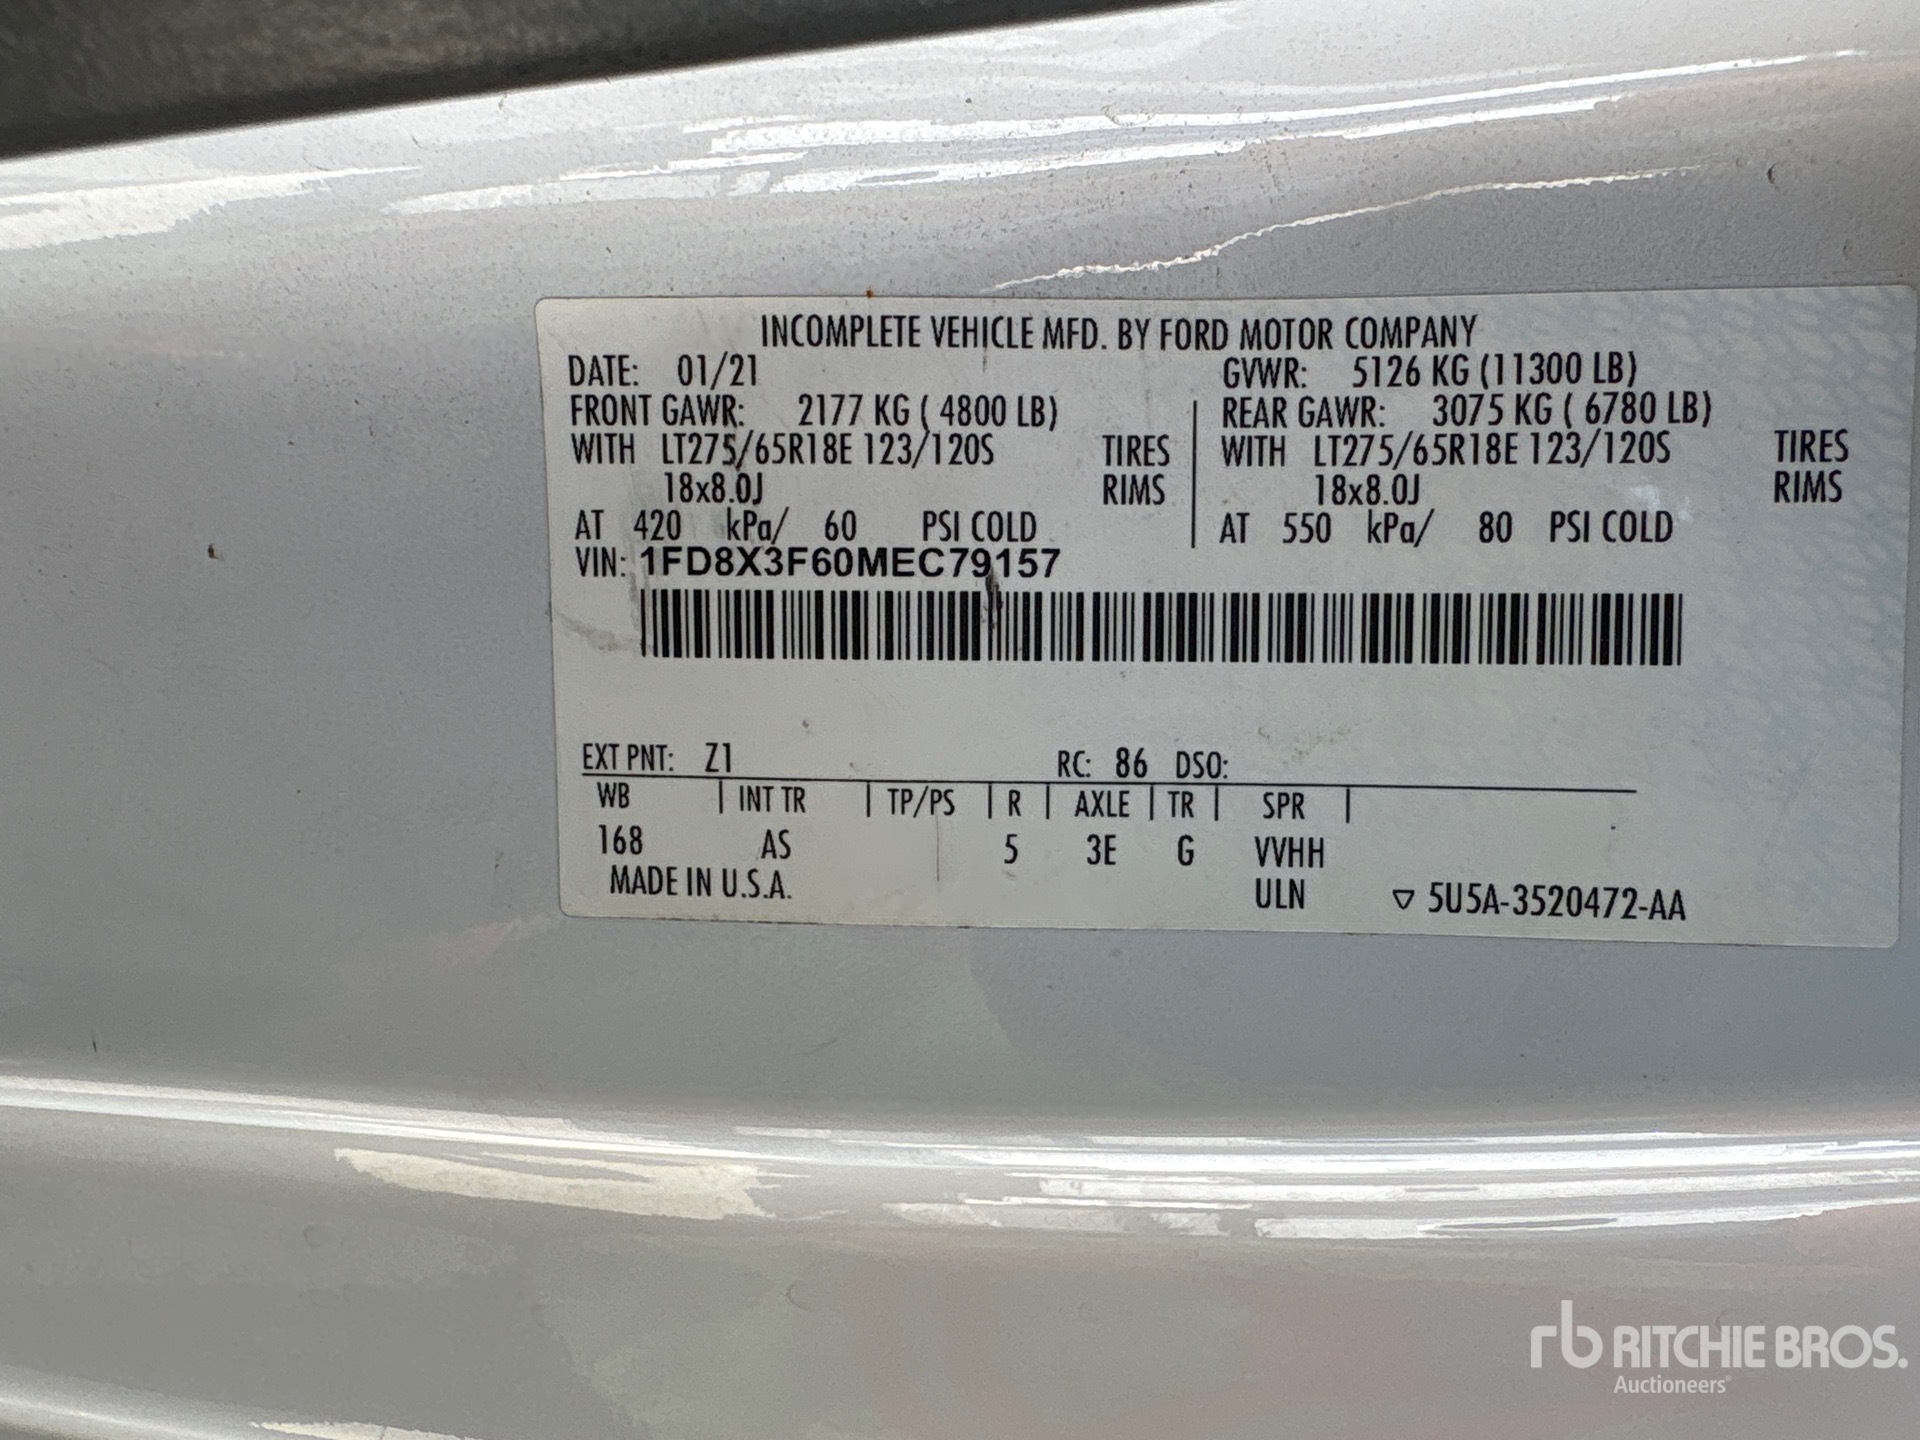 INCOMPLETE VEHICLE MFD. BY FORD MOTOR COMPANY
DATE: 01/21 GVWR: 5126 KG (11300 LB)
FRONT GAWR: 2177 KG ( 4800 LB) REAR GAWR: 3075 KG ( 6780 LB)
WITH LT275/65R18E 123/120S TIRES WITH LT275/65R18E 123/120S TIRES
18x8.0J RIMS 18x8.0J RIMS
AT 420 kPa/ 60 PSI COLD AT 550 kPa/ 80 PSI COLD
VIN: 1FD8X3F60MEC79157
EXT PNT: Z1 RC: 86 DSO:
WB | INT TR | TP/PS | R | AXLE | TR | SPR |
168 AS 5 3E G VVHH
MADE IN U.S.A. ULN ▽ 5U5A-3520472-AA
rb RITCHIE BROS.
Auctioneers